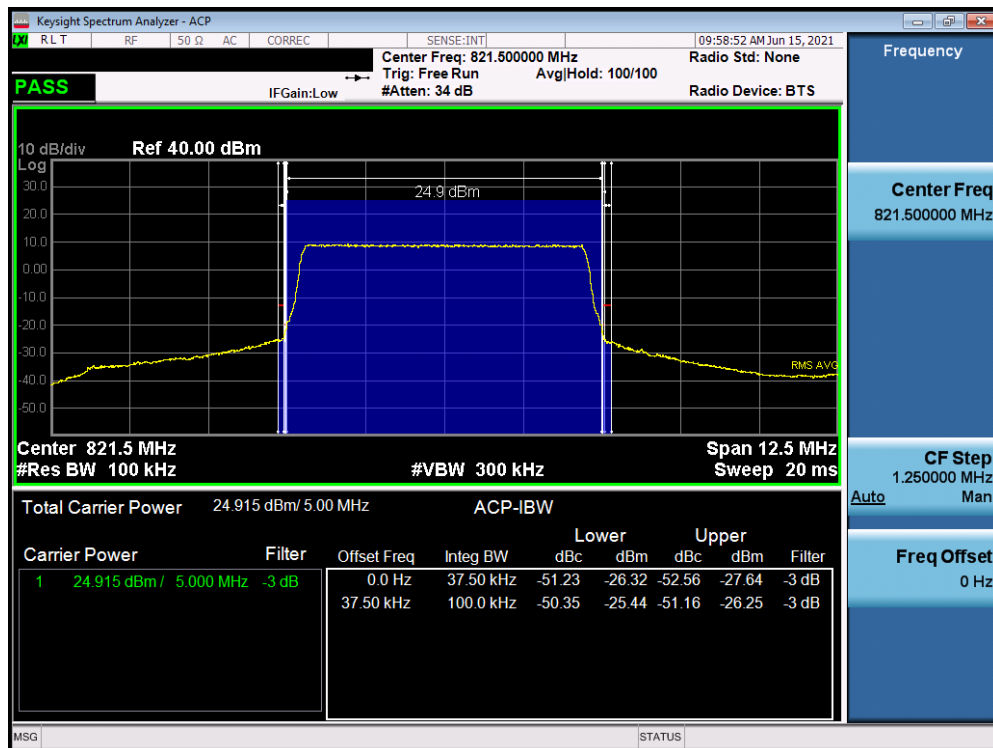 Keysight Spectrum Analyzer - ACP
LXI RLT RF 50 Ω AC CORREC SENSE:INT 09:58:52 AM Jun 15, 2021
Center Freq: 821.500000 MHz Radio Std: None
Trig: Free Run Avg|Hold: 100/100
PASS IFGain:Low #Atten: 34 dB Radio Device: BTS
Frequency
10 dB/div Ref 40.00 dBm
Log
30.0
20.0
10.0
0.00
-10.0
-20.0
-30.0
-40.0
-50.0
24.9 dBm
RMS AVG
Center 821.5 MHz Span 12.5 MHz
#Res BW 100 kHz #VBW 300 kHz Sweep 20 ms
Total Carrier Power 24.915 dBm/ 5.00 MHz ACP-IBW
Lower Upper
Carrier Power Filter Offset Freq Integ BW dBc dBm dBc dBm Filter
1 24.915 dBm / 5.000 MHz -3 dB 0.0 Hz 37.50 kHz -51.23 -26.32 -52.56 -27.64 -3 dB
37.50 kHz 100.0 kHz -50.35 -25.44 -51.16 -26.25 -3 dB
Center Freq
821.500000 MHz
CF Step
1.250000 MHz
Auto Man
Freq Offset
0 Hz
MSG STATUS